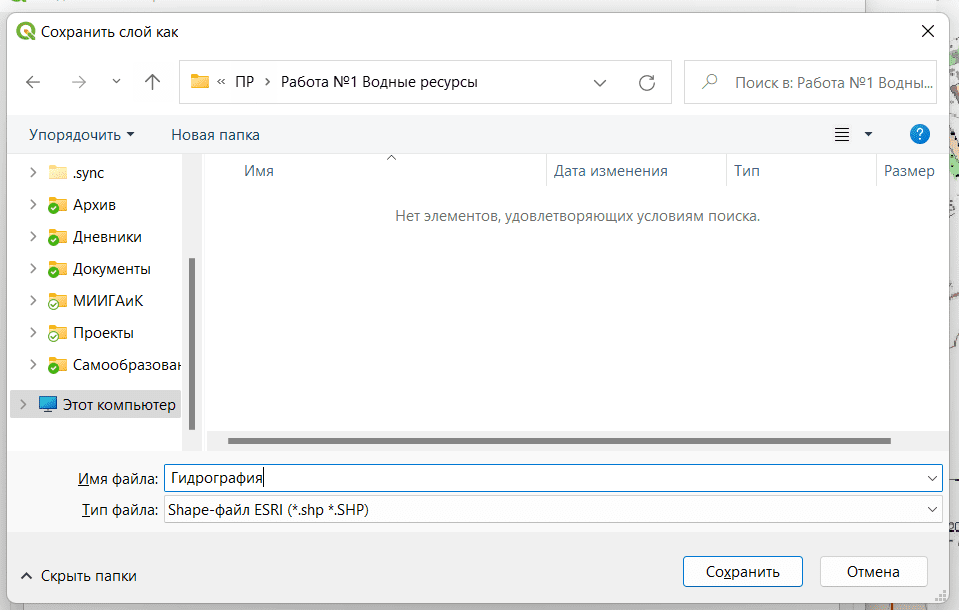 Сохранить слой как
« ПР › Работа №1 Водные ресурсы
Поиск в: Работа №1 Водны...
Упорядочить
Новая папка
?
Имя
Дата изменения
Тип
Размер
Нет элементов, удовлетворяющих условиям поиска.
.sync
Архив
Дневники
Документы
МИИГАиК
Проекты
Самообразован
Этот компьютер
Имя файла: Гидрография
Тип файла: Shape-файл ESRI (*.shp *.SHP)
Скрыть папки
Сохранить
Отмена